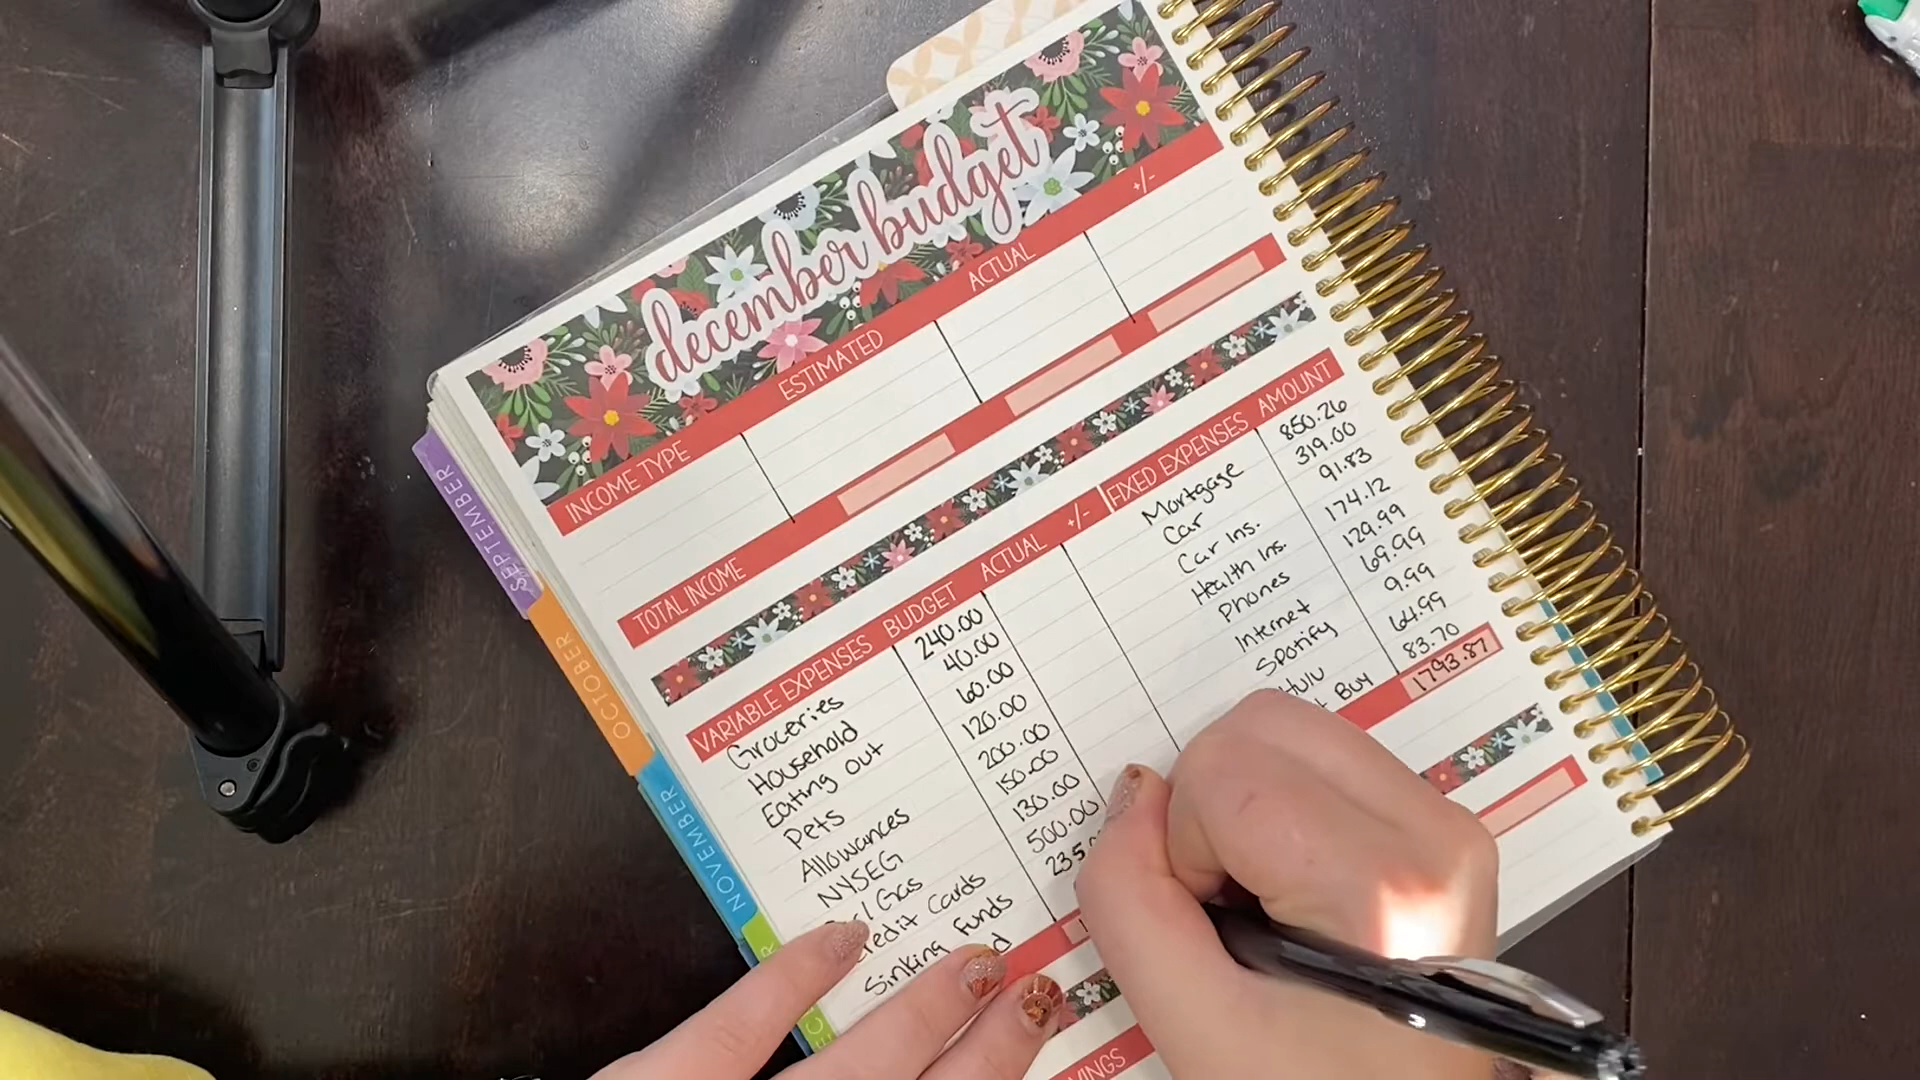 december budget
INCOME TYPE ESTIMATED ACTUAL +/-
TOTAL INCOME
VARIABLE EXPENSES BUDGET ACTUAL +/-
Groceries 240.00
Household 40.00
Eating out 60.00
Pets 120.00
Allowances 200.00
NYSEG 150.00
Gas 130.00
Credit Cards 500.00
Sinking Funds
FIXED EXPENSES AMOUNT
Mortgage 850.26
Car 319.00
Car Ins. 91.83
Health Ins. 174.12
Phones 129.99
Internet 69.99
Spotify 9.99
Hulu 64.99
Buy 83.70
1793.87
SEPTEMBER
OCTOBER
NOVEMBER